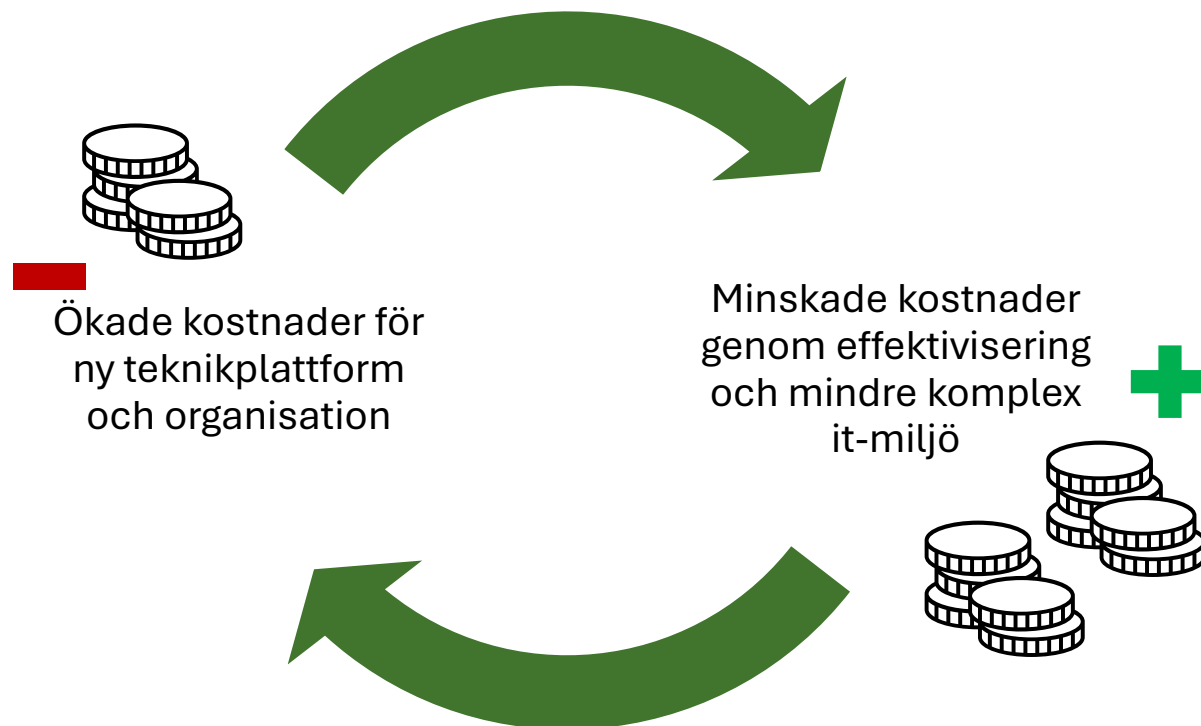 Ökade kostnader för
ny teknikplattform
och organisation
Minskade kostnader
genom effektivisering
och mindre komplex
it-miljö